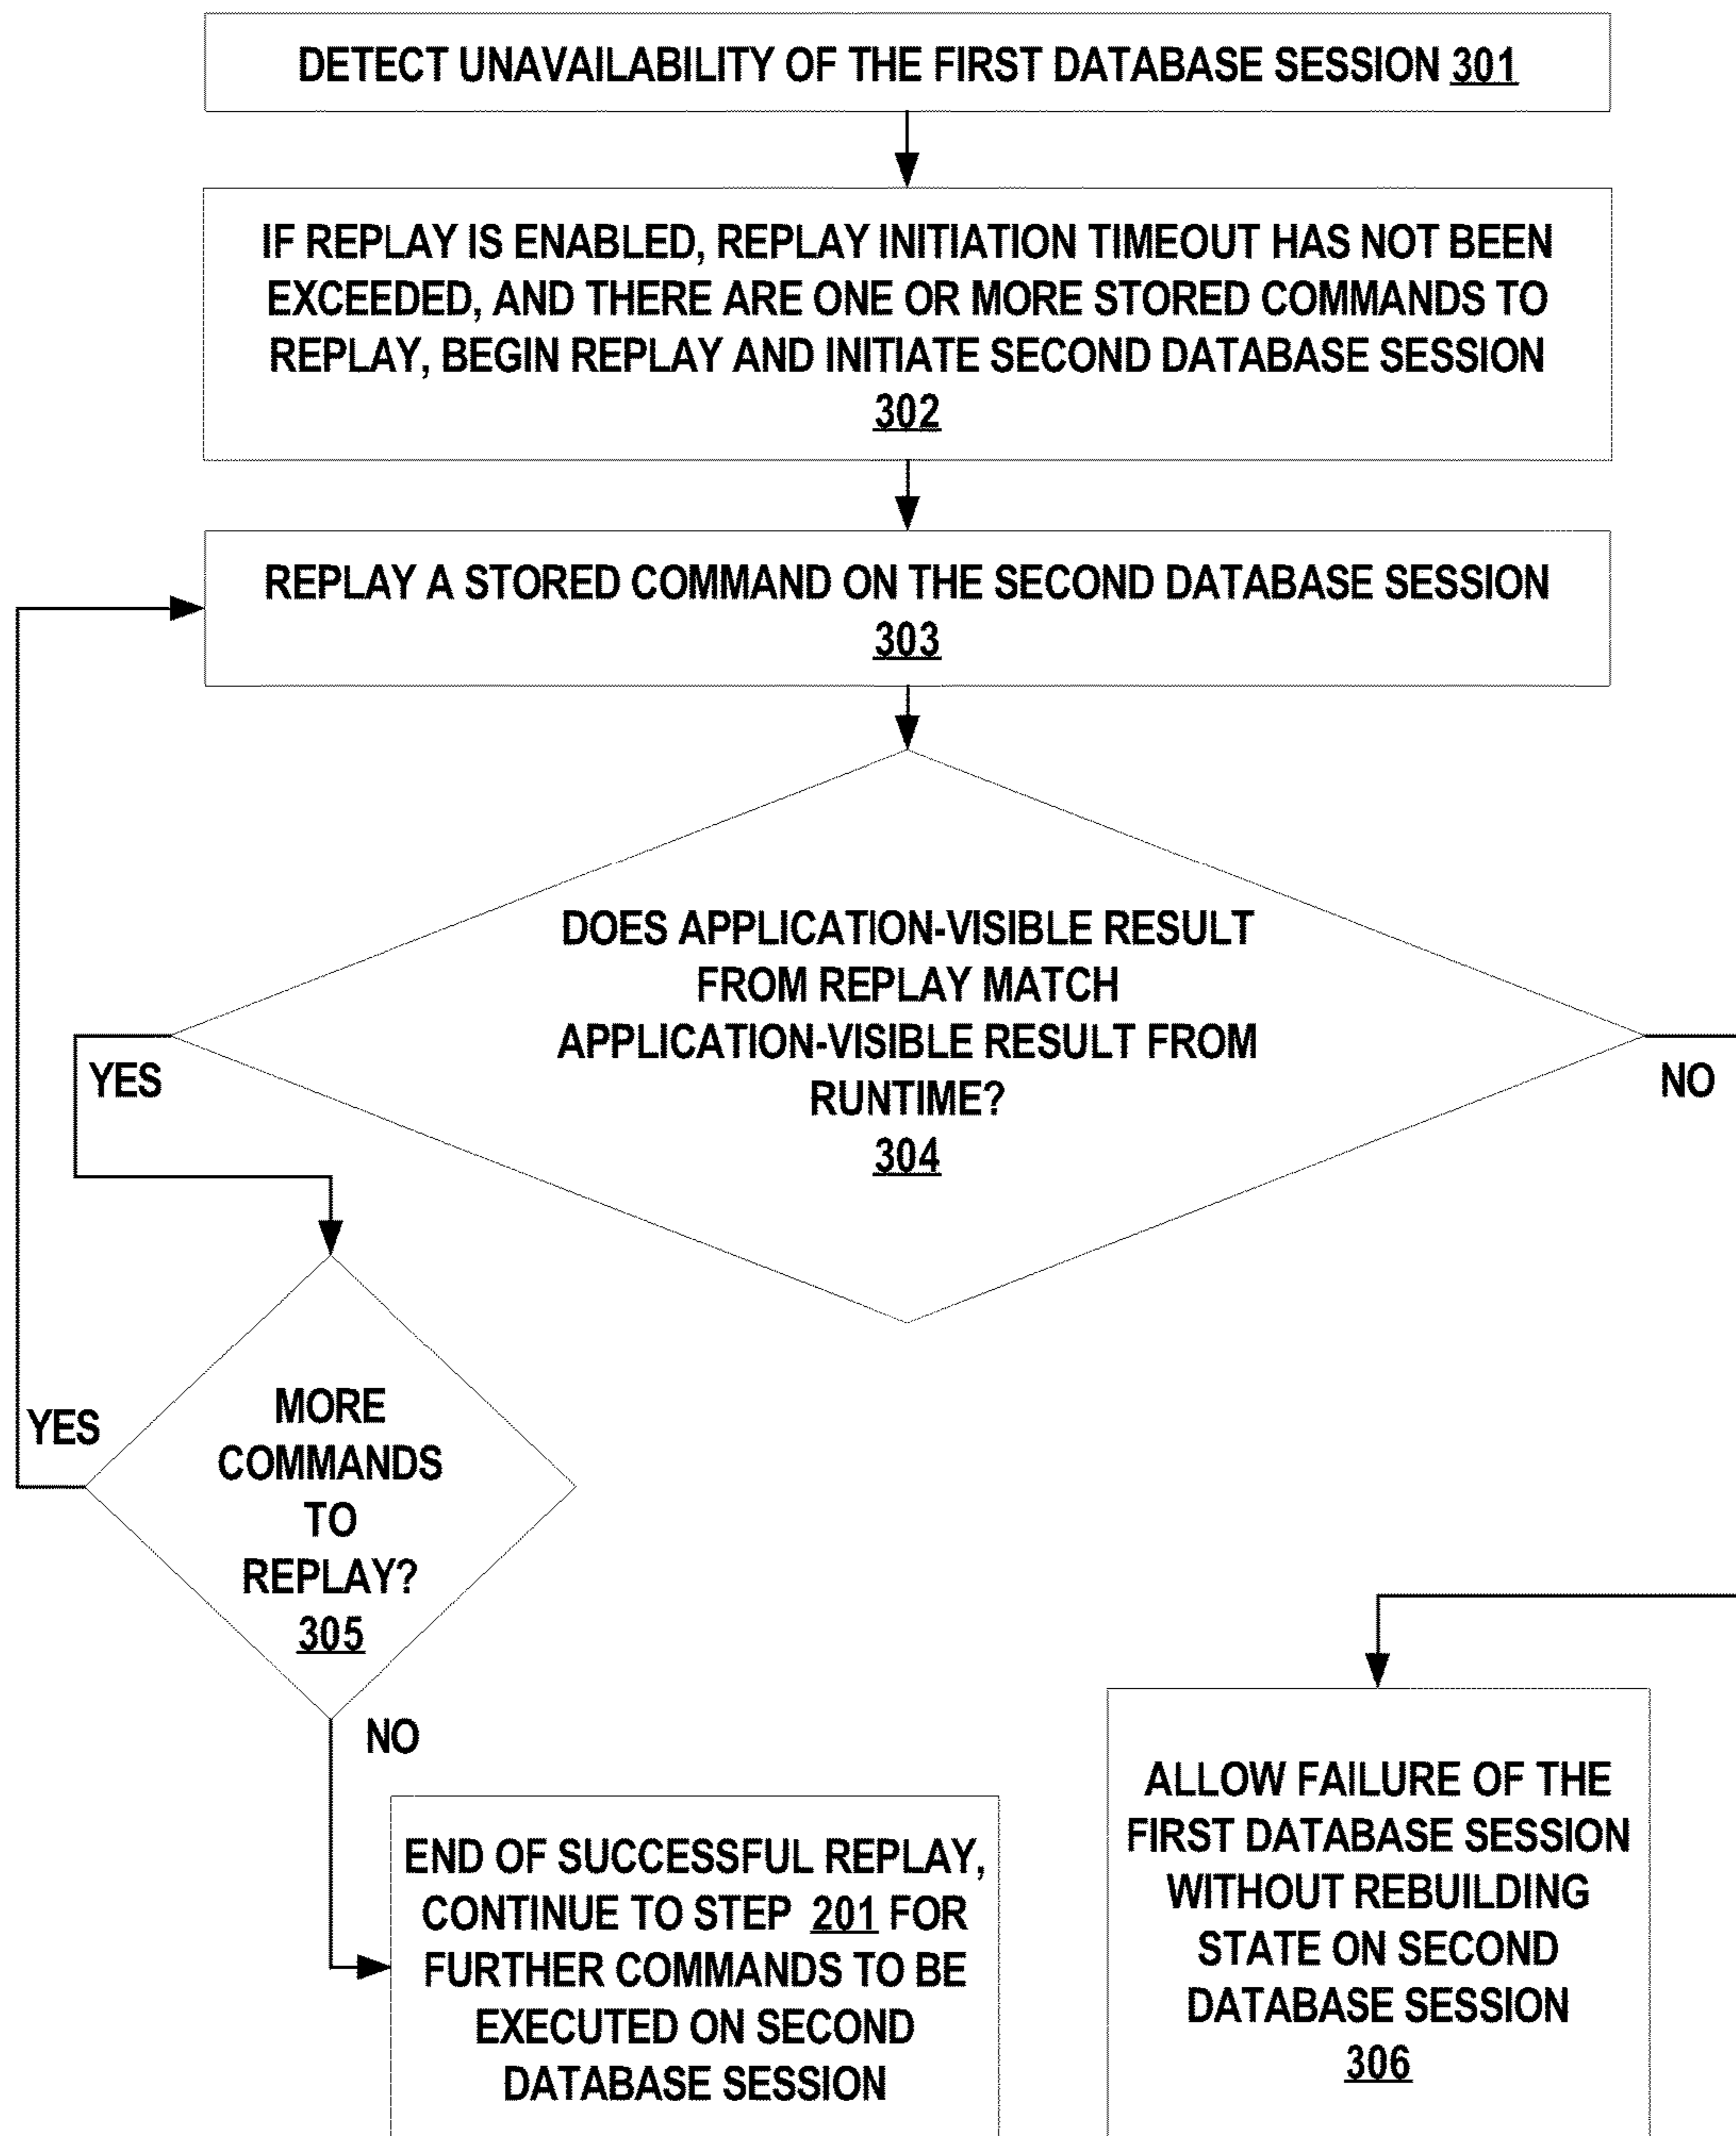 DETECT UNAVAILABILITY OF THE FIRST DATABASE SESSION 301
IF REPLAY IS ENABLED, REPLAY INITIATION TIMEOUT HAS NOT BEEN
EXCEEDED, AND THERE ARE ONE OR MORE STORED COMMANDS TO
REPLAY, BEGIN REPLAY AND INITIATE SECOND DATABASE SESSION
302
REPLAY A STORED COMMAND ON THE SECOND DATABASE SESSION
303
DOES APPLICATION-VISIBLE RESULT
FROM REPLAY MATCH
APPLICATION-VISIBLE RESULT FROM
RUNTIME?
304
YES
NO
MORE
COMMANDS
TO
REPLAY?
305
YES
NO
END OF SUCCESSFUL REPLAY,
CONTINUE TO STEP 201 FOR
FURTHER COMMANDS TO BE
EXECUTED ON SECOND
DATABASE SESSION
ALLOW FAILURE OF THE
FIRST DATABASE SESSION
WITHOUT REBUILDING
STATE ON SECOND
DATABASE SESSION
306